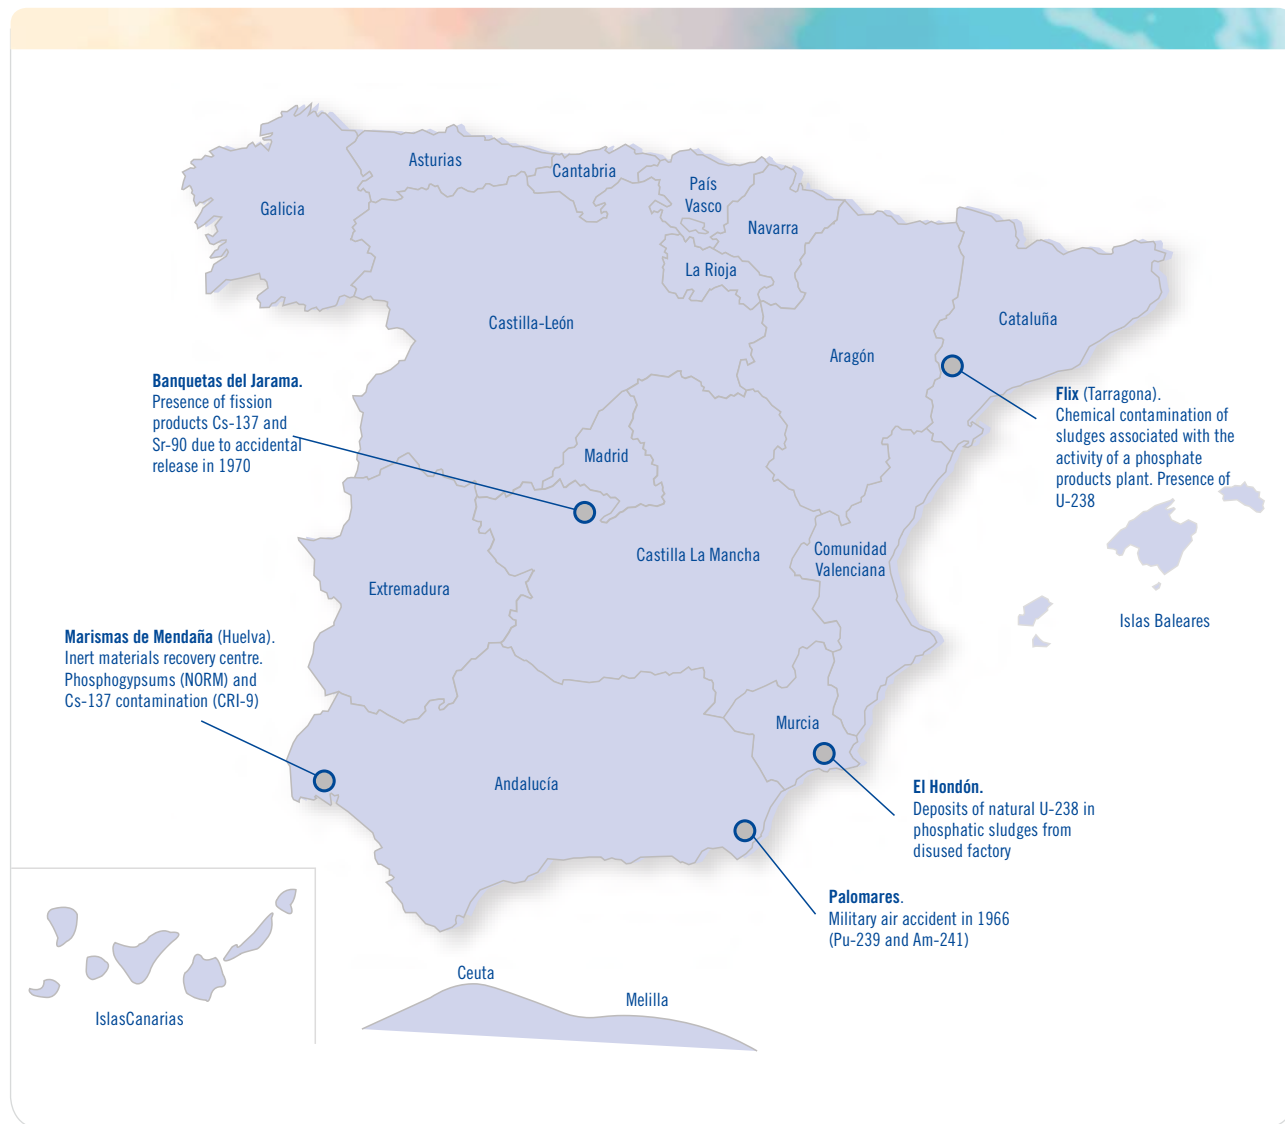 Asturias
Cantabria
País
Vasco
Galicia
Navarra
La Rioja
Cataluña
Castilla-León
Aragón
Banquetas del Jarama.
Presence of fission
products Cs-137 and
Sr-90 due to accidental
release in 1970
Flix (Tarragona).
Chemical contamination of
sludges associated with the
activity of a phosphate
products plant. Presence of
U-238
Madrid
Castilla La Mancha
Comunidad
Valenciana
Extremadura
Islas Baleares
Marismas de Mendaña (Huelva).
Inert materials recovery centre.
Phosphogypsums (NORM) and
Cs-137 contamination (CRI-9)
Murcia
Andalucía
El Hondón.
Deposits of natural U-238 in
phosphatic sludges from
disused factory
Palomares.
Military air accident in 1966
(Pu-239 and Am-241)
Ceuta
Melilla
IslasCanarias